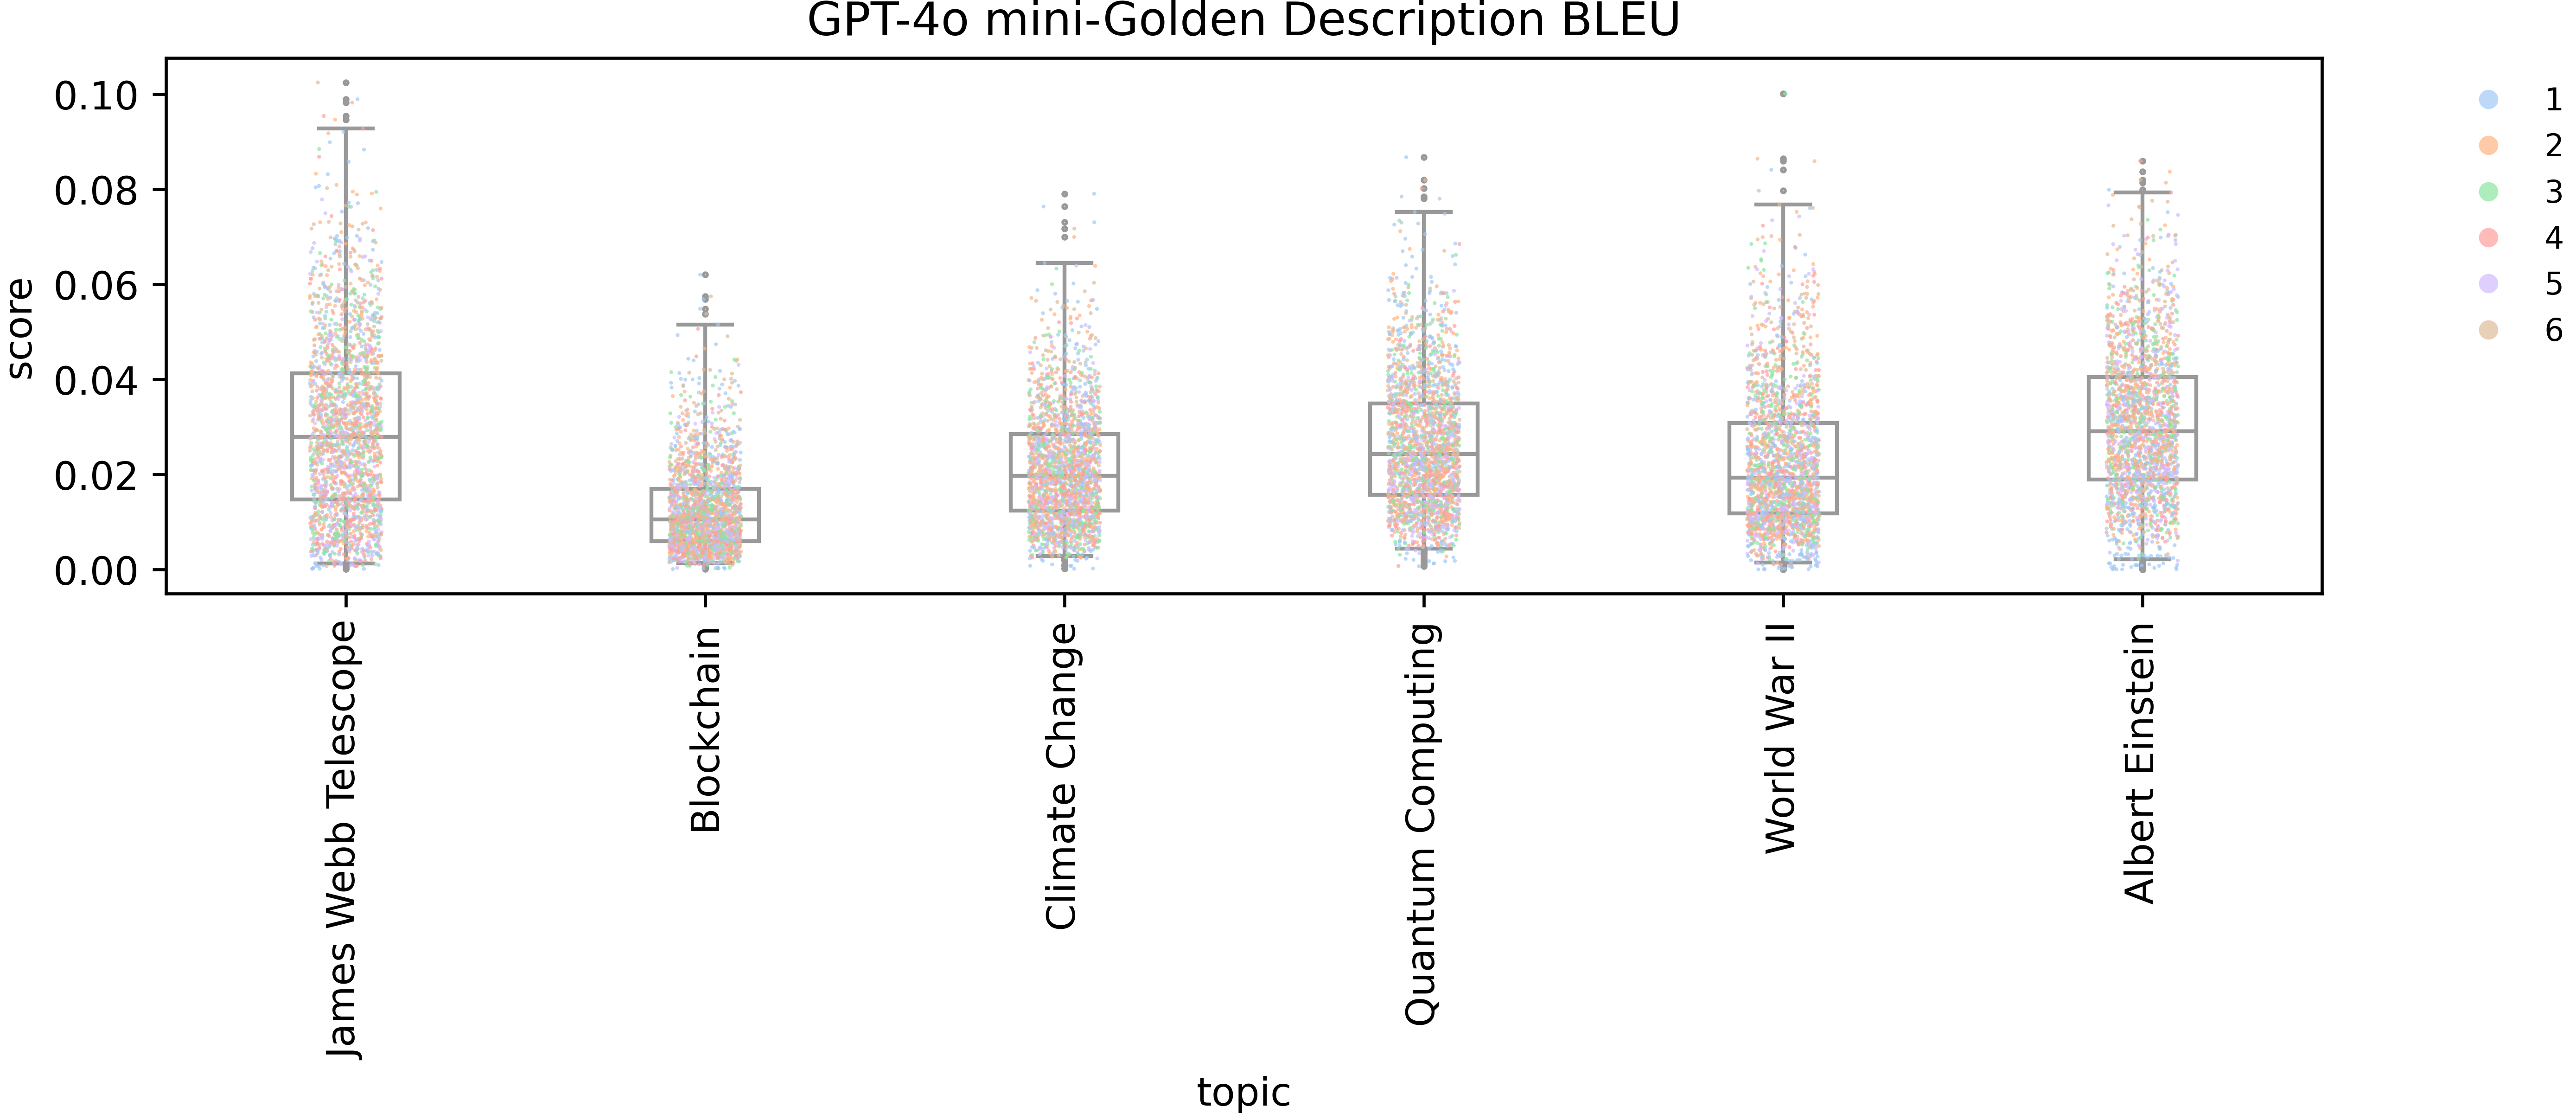 GPT-4o mini-Golden Description BLEU
score
0.10
0.08
0.06
0.04
0.02
0.00
James Webb Telescope
Blockchain
Climate Change
Quantum Computing
World War II
Albert Einstein
topic
1
2
3
4
5
6